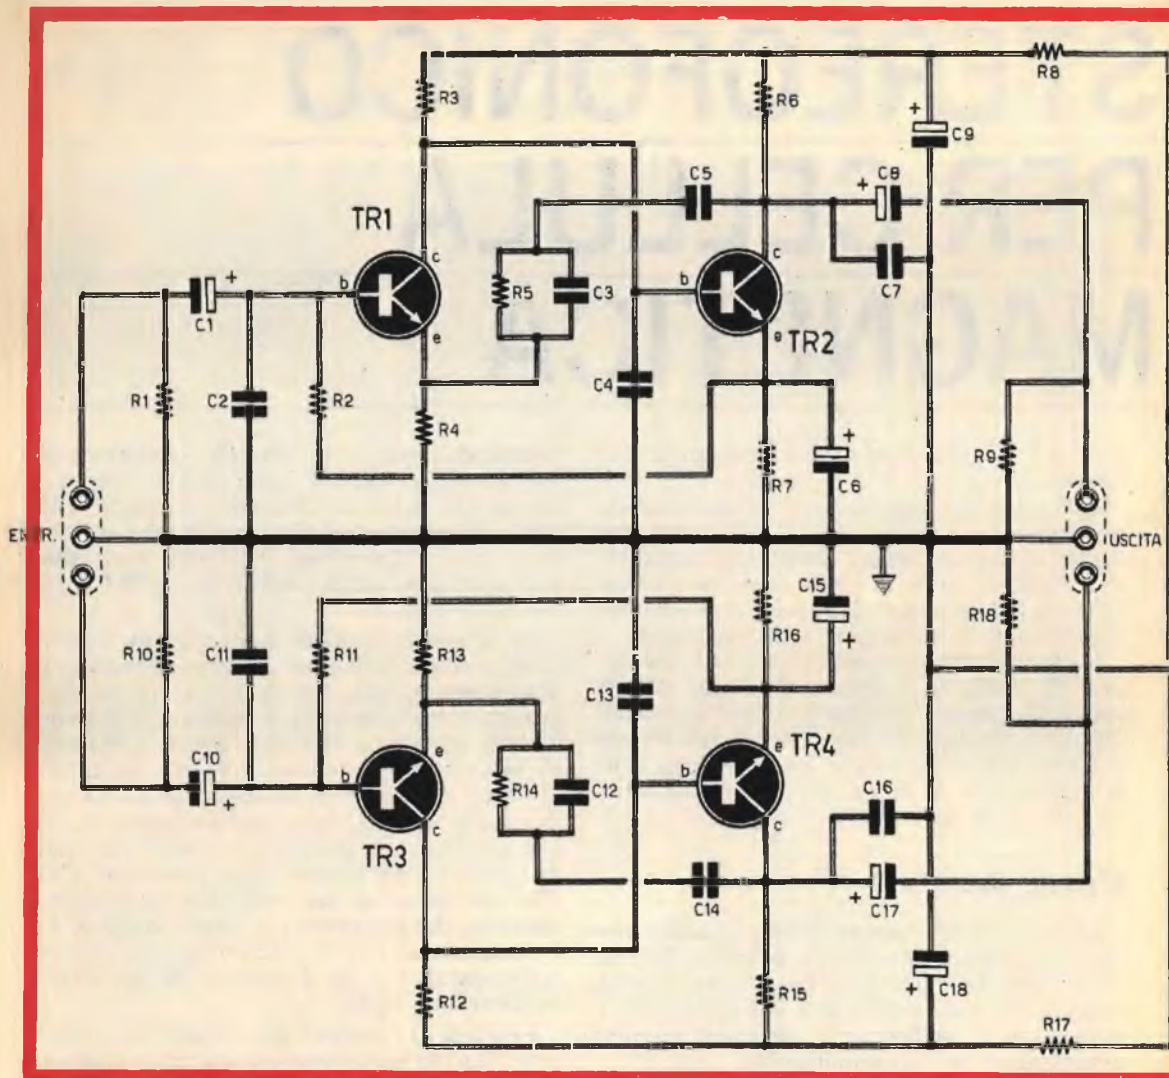 R8
R3
R6
C9
+
C5
C8
+
TR1
c
b
e
R5
C3
c
b
e
TR2
C7
C1
+
R1
C2
R2
C4
R4
R7
+
C6
R9
USCITA
R10
C11
R11
R13
C13
R16
C15
+
R18
C10
+
b
e
c
TR3
R14
C12
b
e
c
TR4
C16
C14
+
C17
R12
R15
+
C18
R17